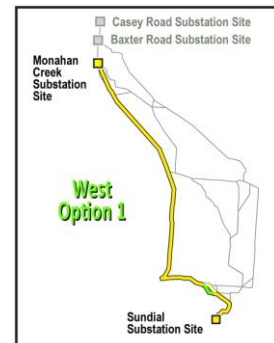 Casey Road Substation Site
Baxter Road Substation Site
Monahan
Creek
Substation
Site
West
Option 1
Sundial
Substation Site